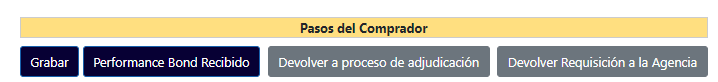 Pasos del Comprador
Grabar Performance Bond Recibido Devolver a proceso de adjudicación Devolver Requisición a la Agencia